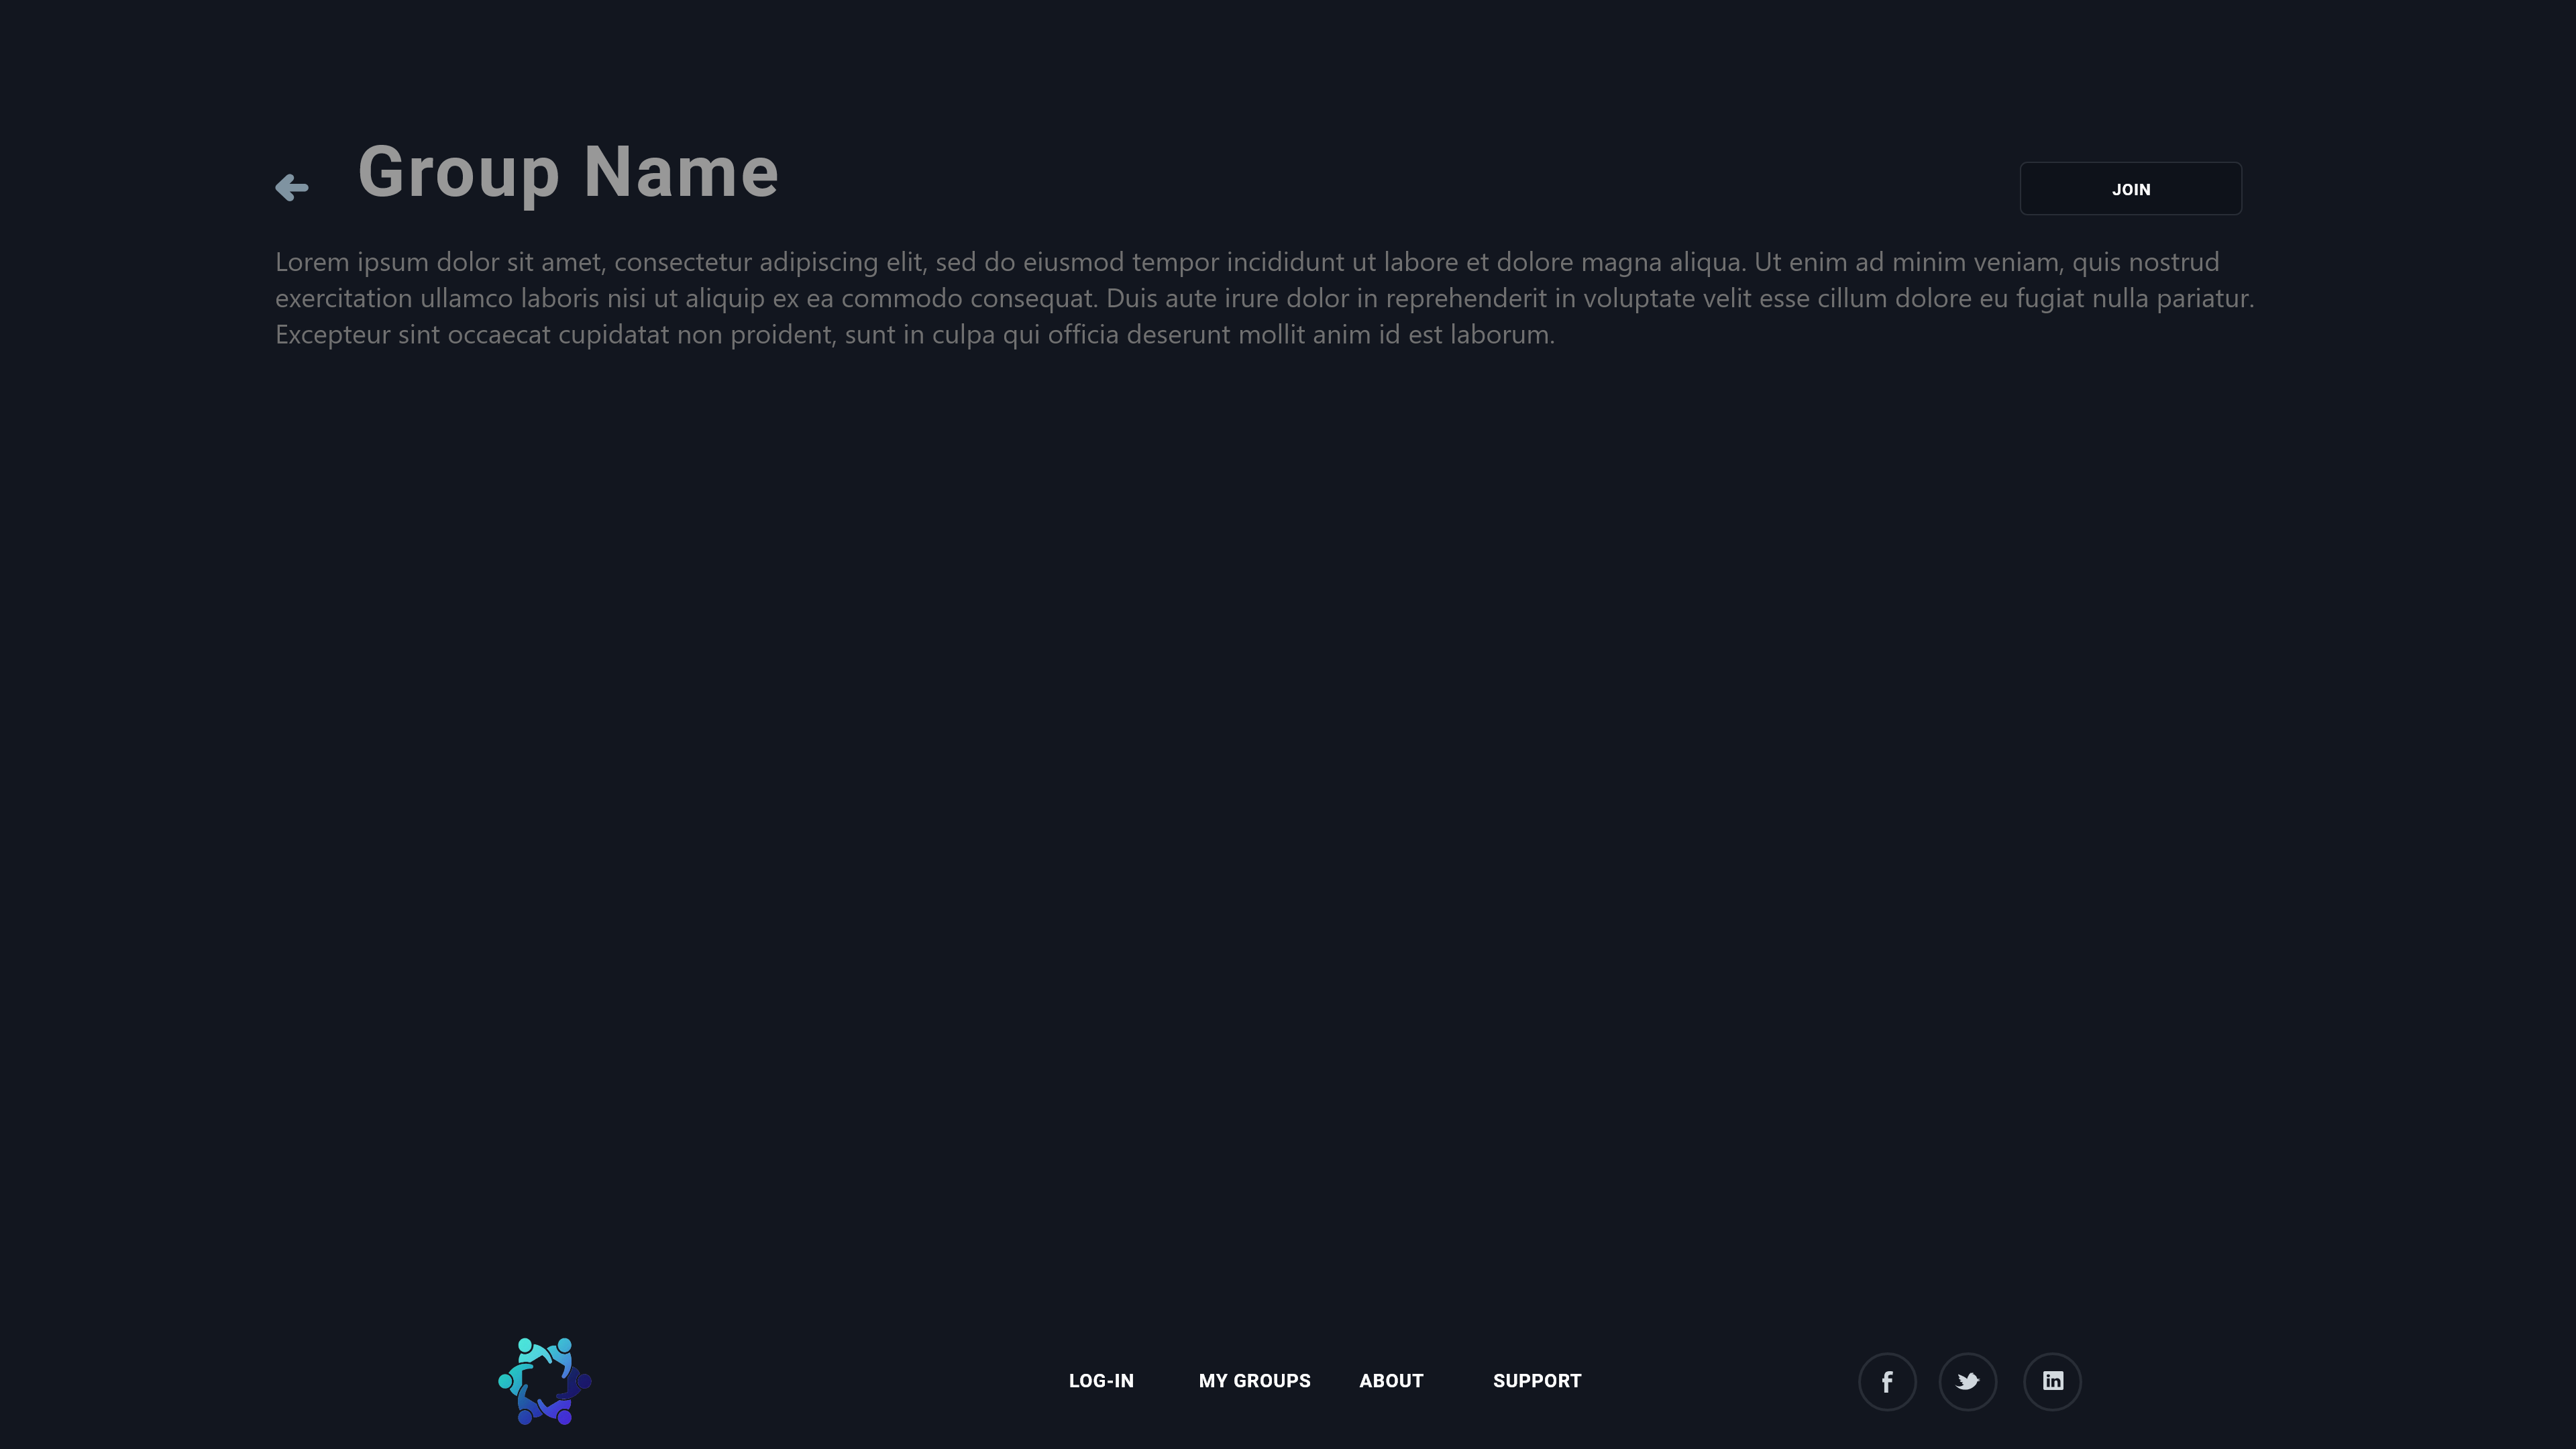 Group Name
JOIN
Lorem ipsum dolor sit amet, consectetur adipiscing elit, sed do eiusmod tempor incididunt ut labore et dolore magna aliqua. Ut enim ad minim veniam, quis nostrud
exercitation ullamco laboris nisi ut aliquip ex ea commodo consequat. Duis aute irure dolor in reprehenderit in voluptate velit esse cillum dolore eu fugiat nulla pariatur.
Excepteur sint occaecat cupidatat non proident, sunt in culpa qui officia deserunt mollit anim id est laborum.
LOG-IN MY GROUPS ABOUT SUPPORT